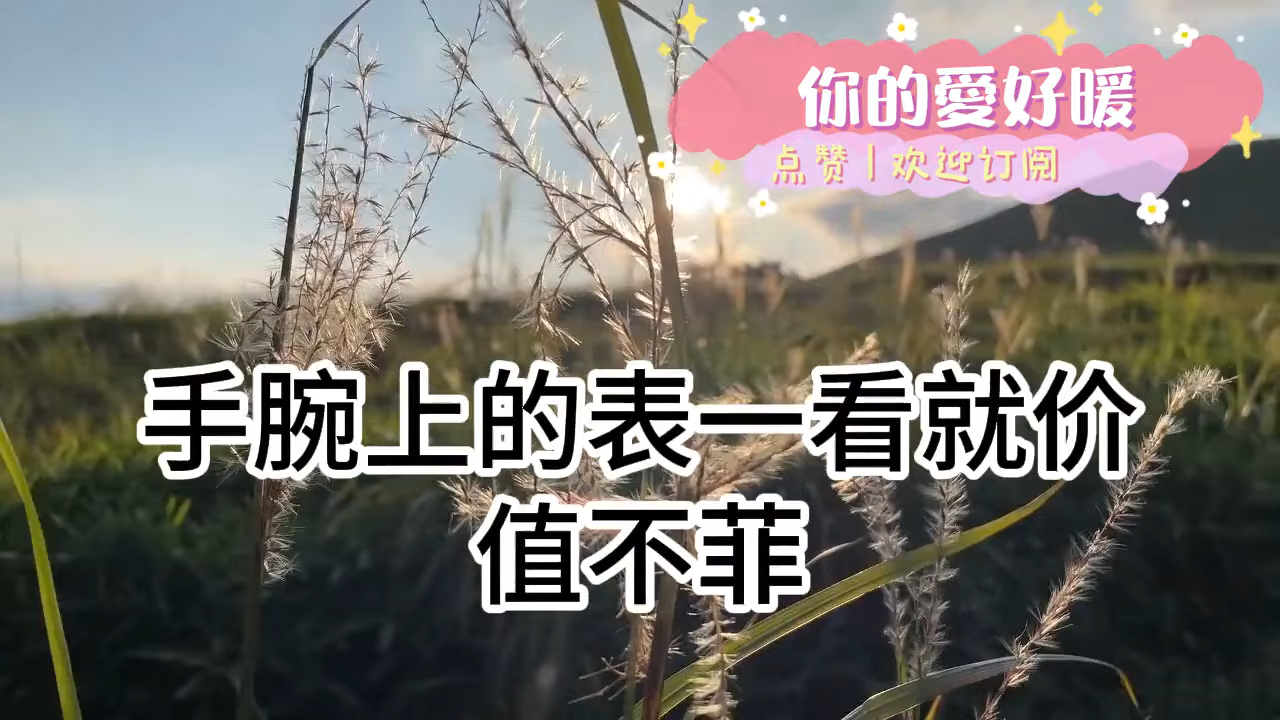 你的愛好暖
点赞|欢迎订阅
手腕上的表一看就价
值不菲